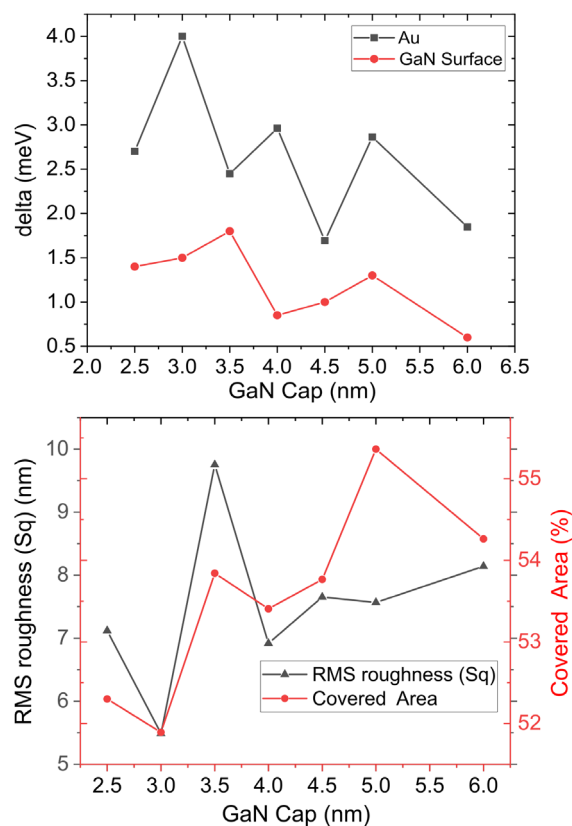 4.0
3.5
3.0
2.5
2.0
1.5
1.0
0.5
delta (meV)
Au
GaN Surface
2.0 2.5 3.0 3.5 4.0 4.5 5.0 5.5 6.0 6.5
GaN Cap (nm)
10
9
8
7
6
5
RMS roughness (Sq) (nm)
55
54
53
52
Covered Area (%)
RMS roughness (Sq)
Covered Area
2.5 3.0 3.5 4.0 4.5 5.0 5.5 6.0
GaN Cap (nm)